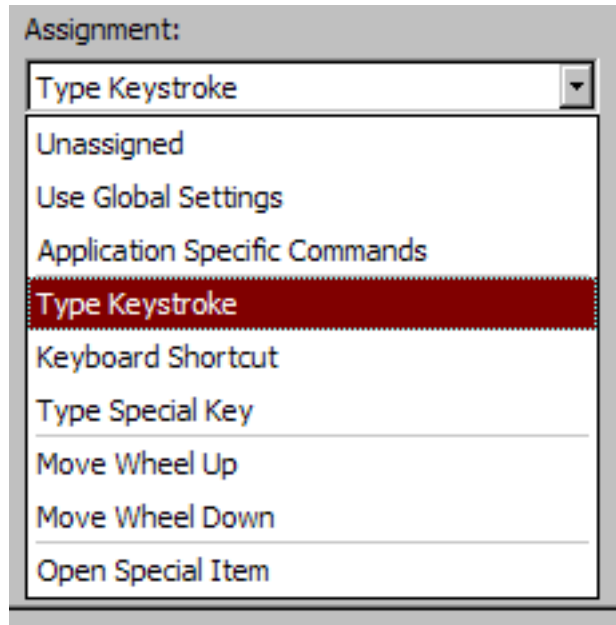 Assignment:
Type Keystroke
Unassigned
Use Global Settings
Application Specific Commands
Type Keystroke
Keyboard Shortcut
Type Special Key
Move Wheel Up
Move Wheel Down
Open Special Item